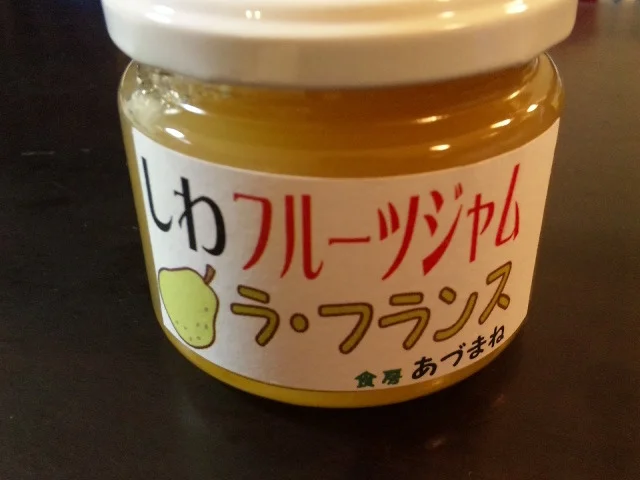 しわフルーツジャム
ラ・フランス
食房 あづまね